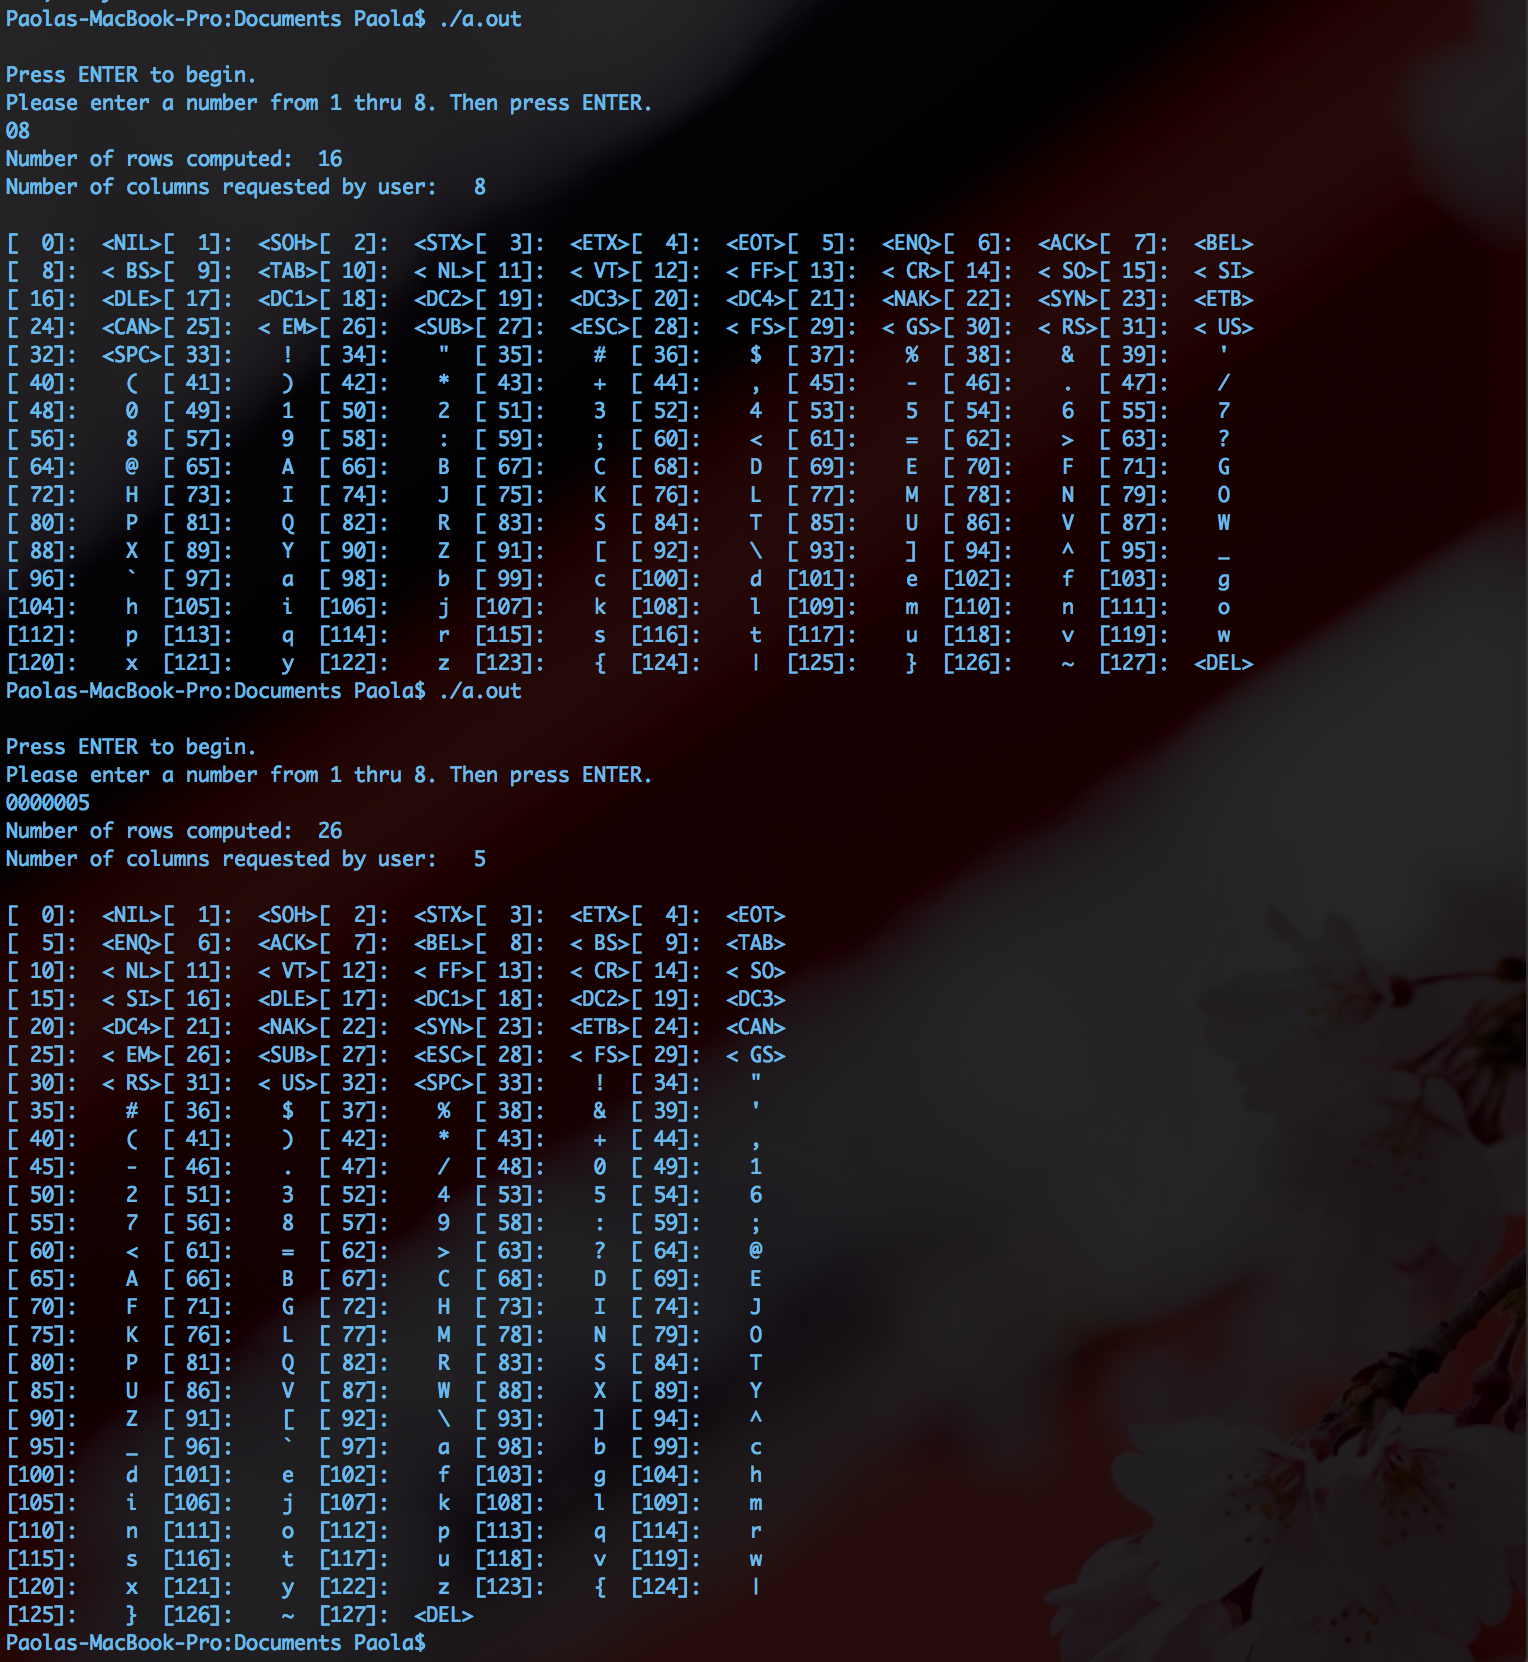 Paolas-MacBook-Pro:Documents Paola$ ./a.out
Press ENTER to begin.
Please enter a number from 1 thru 8. Then press ENTER.
08
Number of rows computed:  16
Number of columns requested by user:   8
[  0]:  <NIL>[  1]:  <SOH>[  2]:  <STX>[  3]:  <ETX>[  4]:  <EOT>[  5]:  <ENQ>[  6]:  <ACK>[  7]:  <BEL>
[  8]:  < BS>[  9]:  <TAB>[ 10]:  < NL>[ 11]:  < VT>[ 12]:  < FF>[ 13]:  < CR>[ 14]:  < SO>[ 15]:  < SI>
[ 16]:  <DLE>[ 17]:  <DC1>[ 18]:  <DC2>[ 19]:  <DC3>[ 20]:  <DC4>[ 21]:  <NAK>[ 22]:  <SYN>[ 23]:  <ETB>
[ 24]:  <CAN>[ 25]:  < EM>[ 26]:  <SUB>[ 27]:  <ESC>[ 28]:  < FS>[ 29]:  < GS>[ 30]:  < RS>[ 31]:  < US>
[ 32]:  <SPC>[ 33]:    !  [ 34]:    "  [ 35]:    #  [ 36]:    $  [ 37]:    %  [ 38]:    &  [ 39]:    '
[ 40]:    (  [ 41]:    )  [ 42]:    *  [ 43]:    +  [ 44]:    ,  [ 45]:    -  [ 46]:    .  [ 47]:    /
[ 48]:    0  [ 49]:    1  [ 50]:    2  [ 51]:    3  [ 52]:    4  [ 53]:    5  [ 54]:    6  [ 55]:    7
[ 56]:    8  [ 57]:    9  [ 58]:    :  [ 59]:    ;  [ 60]:    <  [ 61]:    =  [ 62]:    >  [ 63]:    ?
[ 64]:    @  [ 65]:    A  [ 66]:    B  [ 67]:    C  [ 68]:    D  [ 69]:    E  [ 70]:    F  [ 71]:    G
[ 72]:    H  [ 73]:    I  [ 74]:    J  [ 75]:    K  [ 76]:    L  [ 77]:    M  [ 78]:    N  [ 79]:    O
[ 80]:    P  [ 81]:    Q  [ 82]:    R  [ 83]:    S  [ 84]:    T  [ 85]:    U  [ 86]:    V  [ 87]:    W
[ 88]:    X  [ 89]:    Y  [ 90]:    Z  [ 91]:    [  [ 92]:    \  [ 93]:    ]  [ 94]:    ^  [ 95]:    _
[ 96]:    `  [ 97]:    a  [ 98]:    b  [ 99]:    c  [100]:    d  [101]:    e  [102]:    f  [103]:    g
[104]:    h  [105]:    i  [106]:    j  [107]:    k  [108]:    l  [109]:    m  [110]:    n  [111]:    o
[112]:    p  [113]:    q  [114]:    r  [115]:    s  [116]:    t  [117]:    u  [118]:    v  [119]:    w
[120]:    x  [121]:    y  [122]:    z  [123]:    {  [124]:    |  [125]:    }  [126]:    ~  [127]:  <DEL>
Paolas-MacBook-Pro:Documents Paola$ ./a.out
Press ENTER to begin.
Please enter a number from 1 thru 8. Then press ENTER.
0000005
Number of rows computed:  26
Number of columns requested by user:   5
[  0]:  <NIL>[  1]:  <SOH>[  2]:  <STX>[  3]:  <ETX>[  4]:  <EOT>
[  5]:  <ENQ>[  6]:  <ACK>[  7]:  <BEL>[  8]:  < BS>[  9]:  <TAB>
[ 10]:  < NL>[ 11]:  < VT>[ 12]:  < FF>[ 13]:  < CR>[ 14]:  < SO>
[ 15]:  < SI>[ 16]:  <DLE>[ 17]:  <DC1>[ 18]:  <DC2>[ 19]:  <DC3>
[ 20]:  <DC4>[ 21]:  <NAK>[ 22]:  <SYN>[ 23]:  <ETB>[ 24]:  <CAN>
[ 25]:  < EM>[ 26]:  <SUB>[ 27]:  <ESC>[ 28]:  < FS>[ 29]:  < GS>
[ 30]:  < RS>[ 31]:  < US>[ 32]:  <SPC>[ 33]:    !  [ 34]:    "
[ 35]:    #  [ 36]:    $  [ 37]:    %  [ 38]:    &  [ 39]:    '
[ 40]:    (  [ 41]:    )  [ 42]:    *  [ 43]:    +  [ 44]:    ,
[ 45]:    -  [ 46]:    .  [ 47]:    /  [ 48]:    0  [ 49]:    1
[ 50]:    2  [ 51]:    3  [ 52]:    4  [ 53]:    5  [ 54]:    6
[ 55]:    7  [ 56]:    8  [ 57]:    9  [ 58]:    :  [ 59]:    ;
[ 60]:    <  [ 61]:    =  [ 62]:    >  [ 63]:    ?  [ 64]:    @
[ 65]:    A  [ 66]:    B  [ 67]:    C  [ 68]:    D  [ 69]:    E
[ 70]:    F  [ 71]:    G  [ 72]:    H  [ 73]:    I  [ 74]:    J
[ 75]:    K  [ 76]:    L  [ 77]:    M  [ 78]:    N  [ 79]:    O
[ 80]:    P  [ 81]:    Q  [ 82]:    R  [ 83]:    S  [ 84]:    T
[ 85]:    U  [ 86]:    V  [ 87]:    W  [ 88]:    X  [ 89]:    Y
[ 90]:    Z  [ 91]:    [  [ 92]:    \  [ 93]:    ]  [ 94]:    ^
[ 95]:    _  [ 96]:    `  [ 97]:    a  [ 98]:    b  [ 99]:    c
[100]:    d  [101]:    e  [102]:    f  [103]:    g  [104]:    h
[105]:    i  [106]:    j  [107]:    k  [108]:    l  [109]:    m
[110]:    n  [111]:    o  [112]:    p  [113]:    q  [114]:    r
[115]:    s  [116]:    t  [117]:    u  [118]:    v  [119]:    w
[120]:    x  [121]:    y  [122]:    z  [123]:    {  [124]:    |
[125]:    }  [126]:    ~  [127]:  <DEL>
Paolas-MacBook-Pro:Documents Paola$